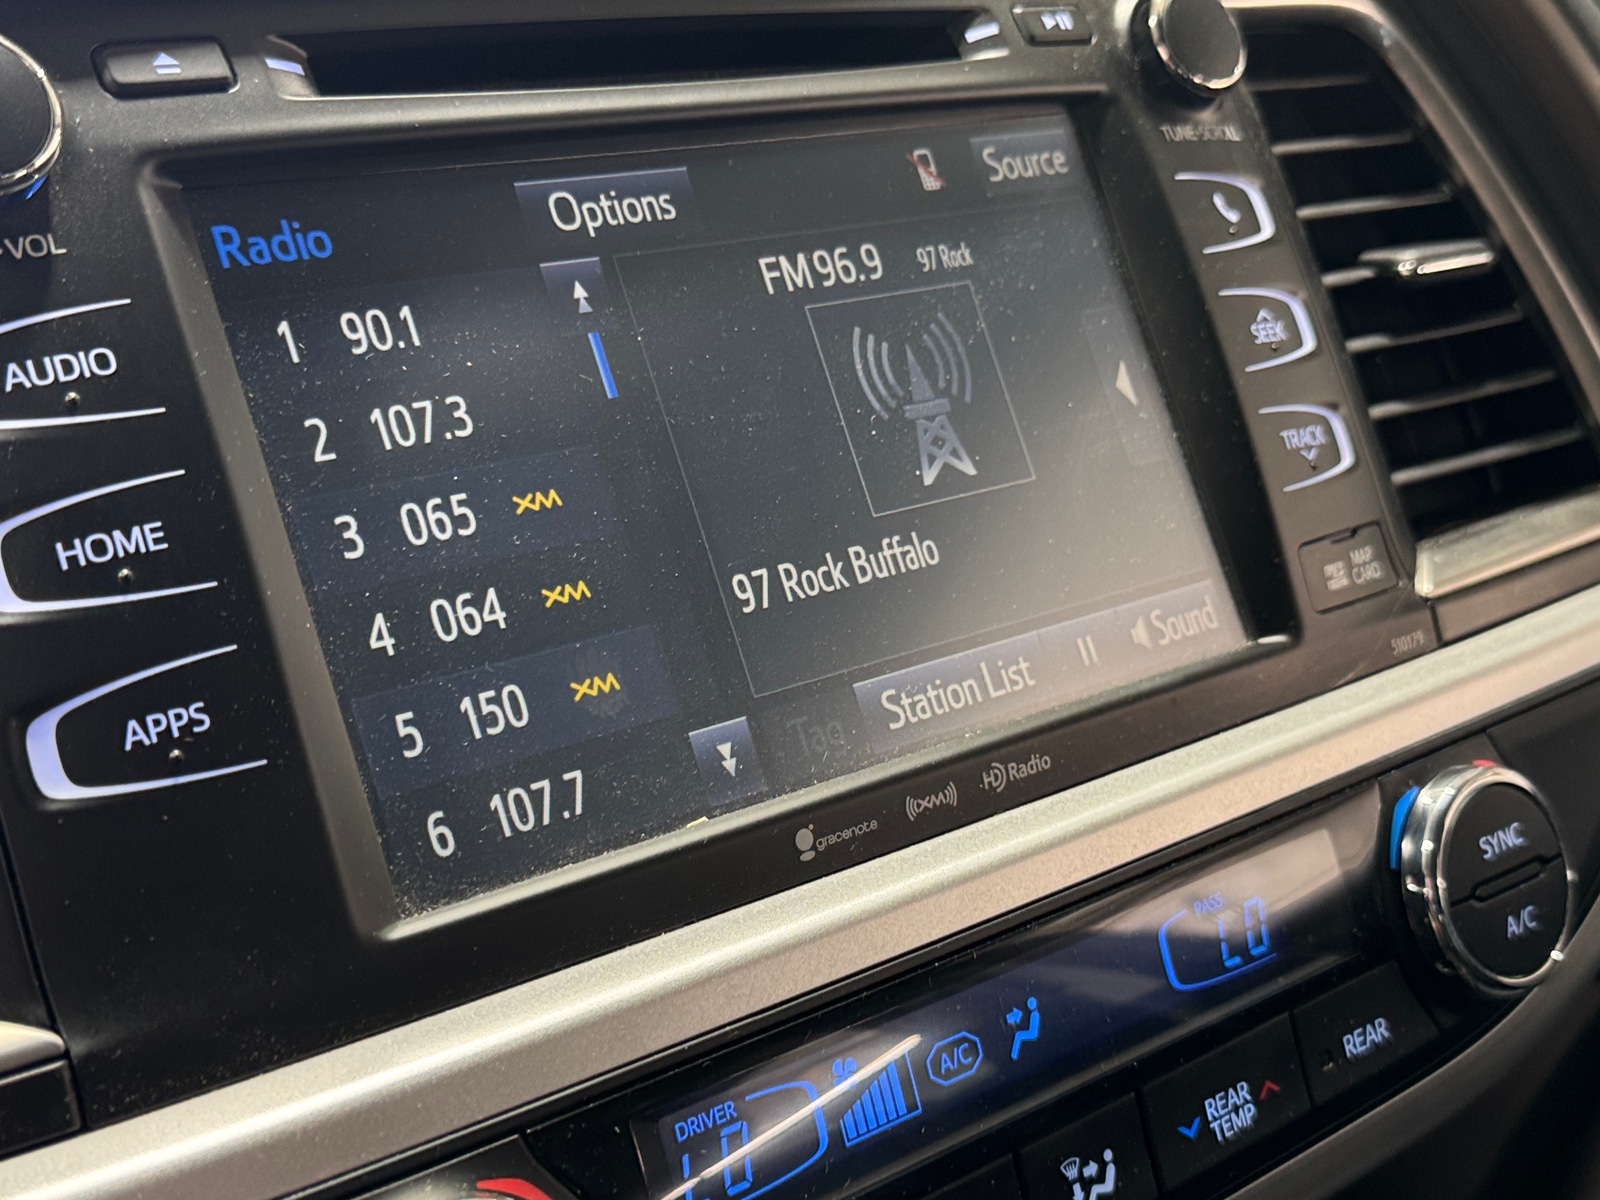 TUNE·SCROLL
VOL
Radio
Options
Source
FM 96.9
97 Rock
1 90.1
2 107.3
3 065 XM
4 064 XM
5 150 XM
6 107.7
97 Rock Buffalo
Tag
Station List
Sound
AUDIO
HOME
APPS
SEEK
TRACK
MAP
CARD
510179
gracenote
((XM))
HD Radio
SYNC
A/C
PASS
LO
A/C
DRIVER
LO
REAR
REAR
TEMP